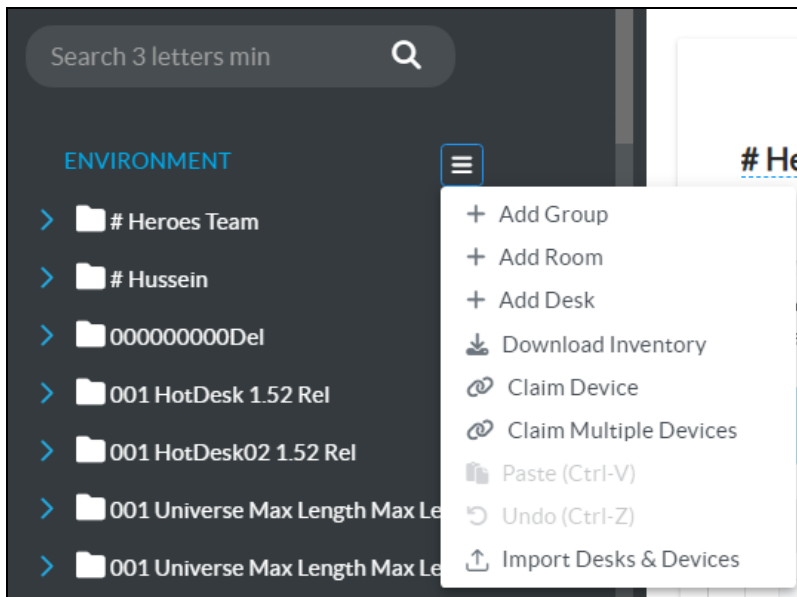 Search 3 letters min
ENVIRONMENT
# Heroes Team
# Hussein
000000000Del
001 HotDesk 1.52 Rel
001 HotDesk02 1.52 Rel
001 Universe Max Length Max Le
001 Universe Max Length Max Le
# He
+ Add Group
+ Add Room
+ Add Desk
Download Inventory
Claim Device
Claim Multiple Devices
Paste (Ctrl-V)
Undo (Ctrl-Z)
Import Desks & Devices